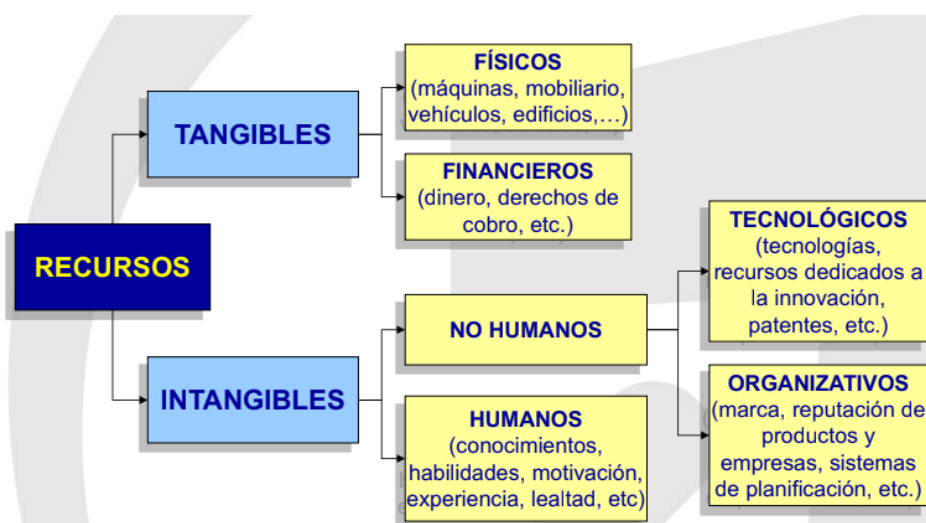 RECURSOS
TANGIBLES
FÍSICOS
(máquinas, mobiliario,
vehículos, edificios,…)
FINANCIEROS
(dinero, derechos de
cobro, etc.)
INTANGIBLES
NO HUMANOS
TECNOLÓGICOS
(tecnologías,
recursos dedicados a
la innovación,
patentes, etc.)
ORGANIZATIVOS
(marca, reputación de
productos y
empresas, sistemas
de planificación, etc.)
HUMANOS
(conocimientos,
habilidades, motivación,
experiencia, lealtad, etc)